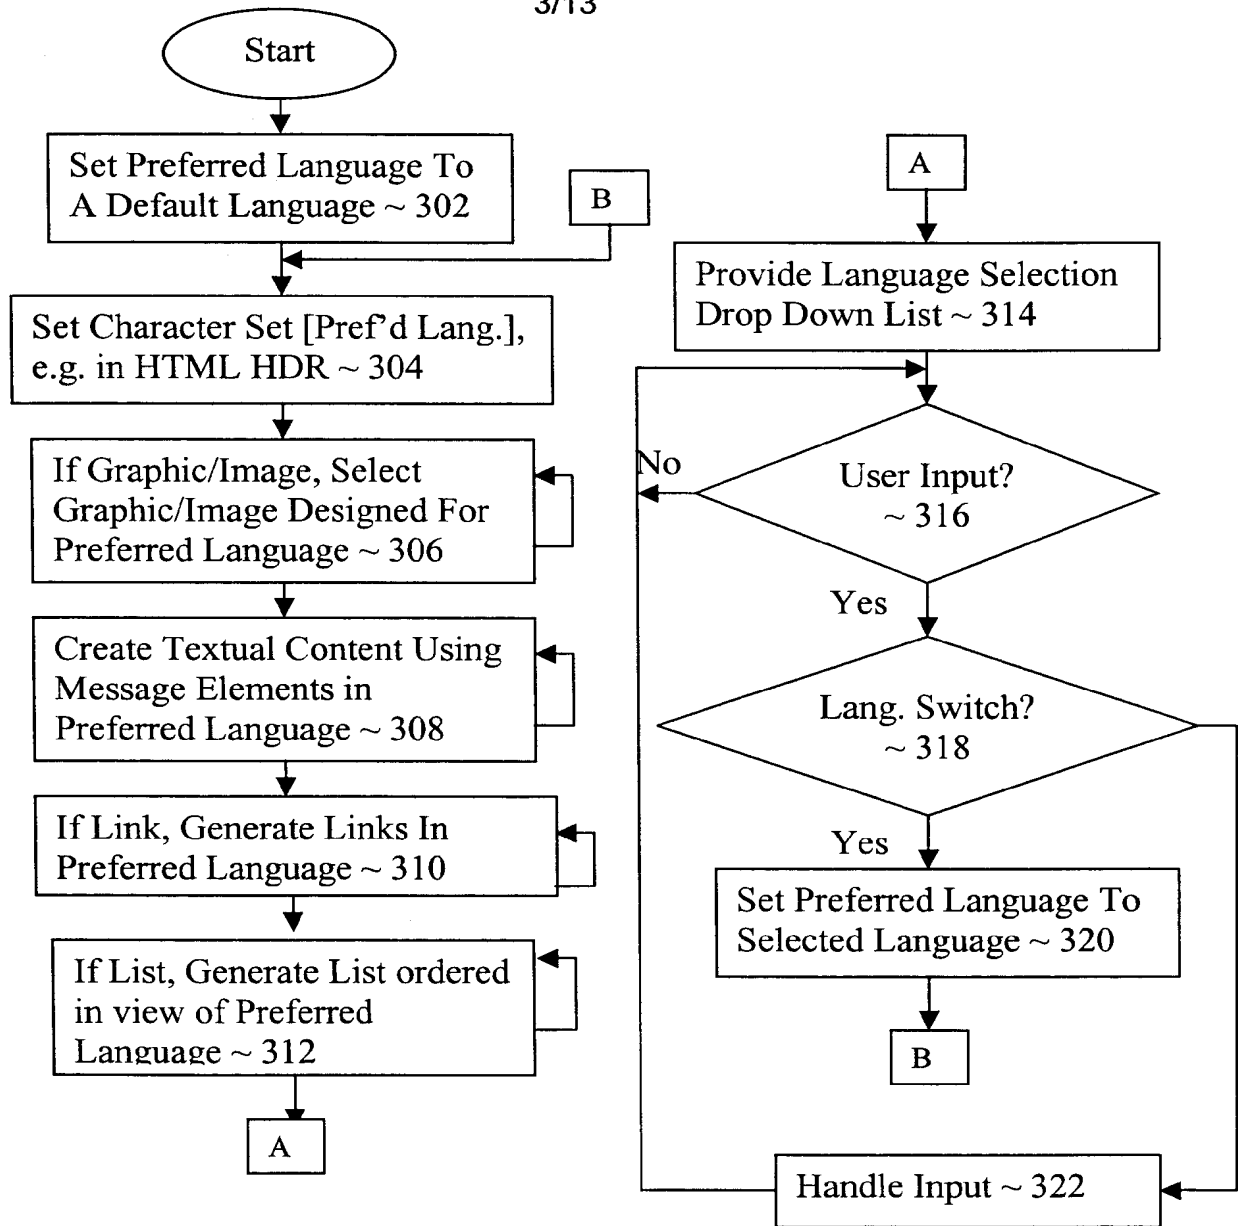 3/13
Start
Set Preferred Language To
A Default Language ~ 302
B
Set Character Set [Pref'd Lang.],
e.g. in HTML HDR ~ 304
If Graphic/Image, Select
Graphic/Image Designed For
Preferred Language ~ 306
Create Textual Content Using
Message Elements in
Preferred Language ~ 308
If Link, Generate Links In
Preferred Language ~ 310
If List, Generate List ordered
in view of Preferred
Language ~ 312
A
A
Provide Language Selection
Drop Down List ~ 314
No
User Input?
~ 316
Yes
Lang. Switch?
~ 318
Yes
Set Preferred Language To
Selected Language ~ 320
B
Handle Input ~ 322